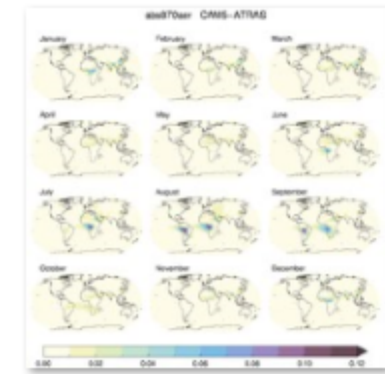 abs870aer CAMS-ATRAS
January February March
April May June
July August September
October November December
0.00 0.02 0.04 0.06 0.08 0.10 0.12